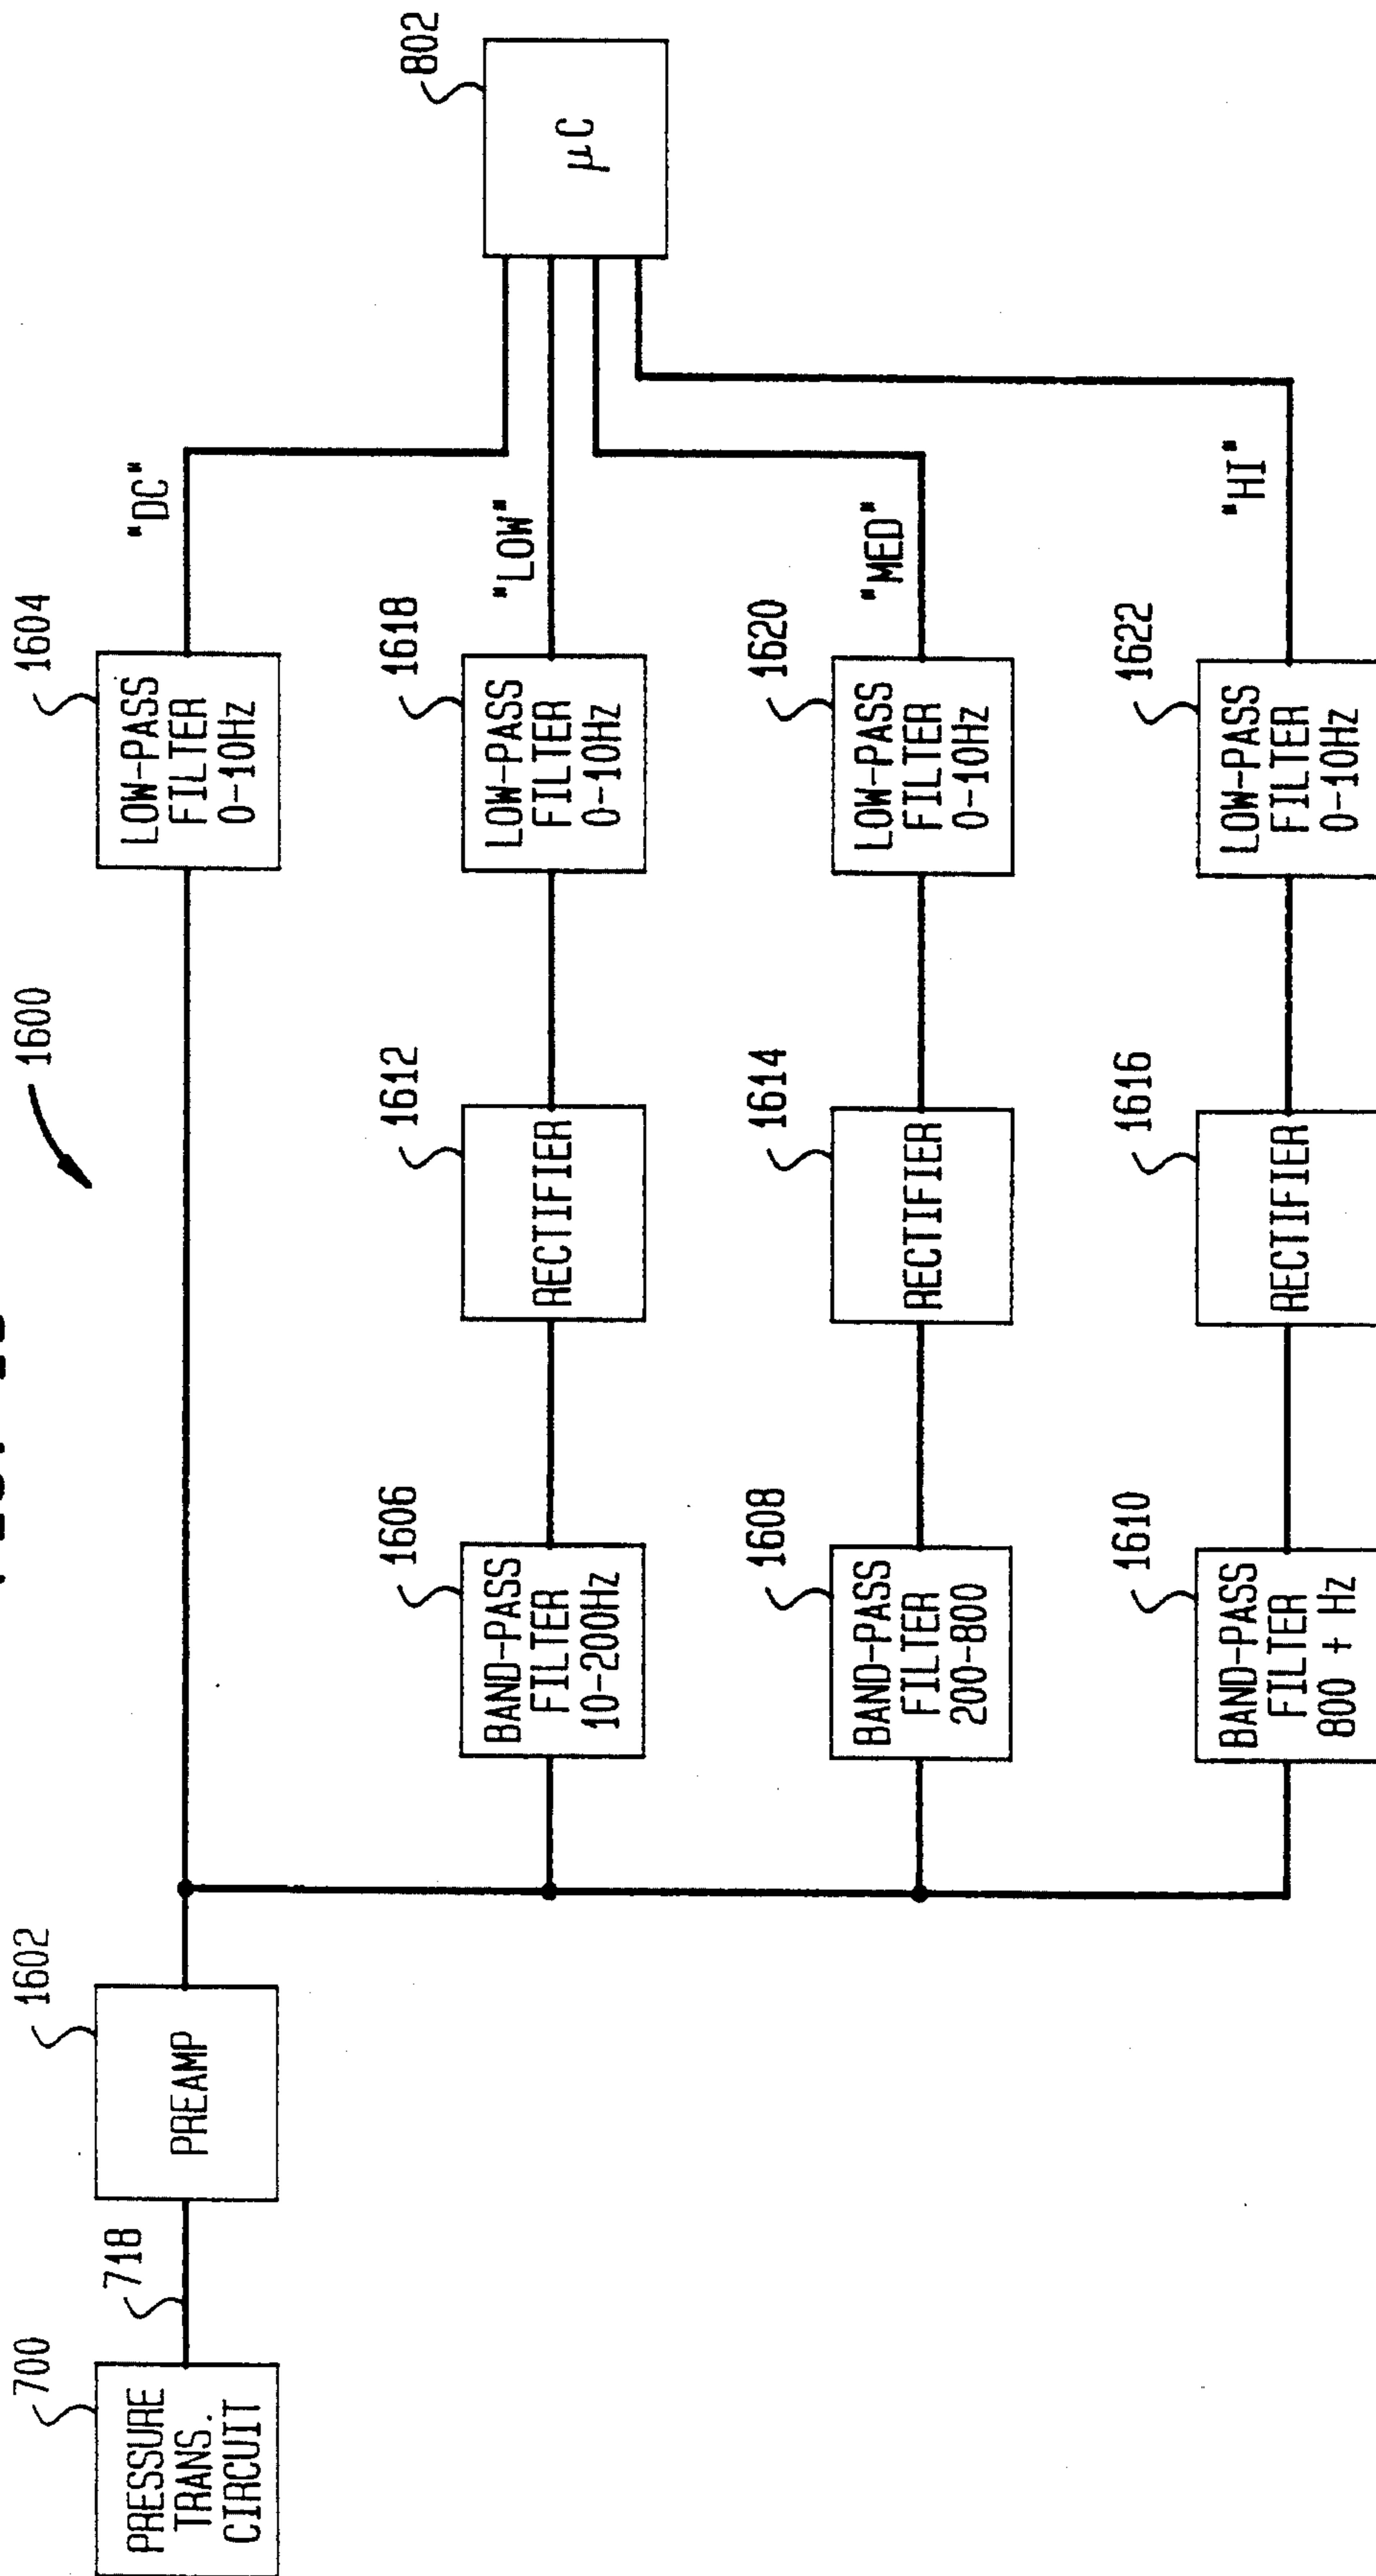 1600
700
PRESSURE
TRANS.
CIRCUIT
718
1602
PREAMP
1604
LOW-PASS
FILTER
0-10Hz
"DC"
1606
BAND-PASS
FILTER
10-200Hz
1612
RECTIFIER
1618
LOW-PASS
FILTER
0-10Hz
"LOW"
802
μC
1608
BAND-PASS
FILTER
200-800
1614
RECTIFIER
1620
LOW-PASS
FILTER
0-10Hz
"MED"
1610
BAND-PASS
FILTER
800 + Hz
1616
RECTIFIER
1622
LOW-PASS
FILTER
0-10Hz
"HI"